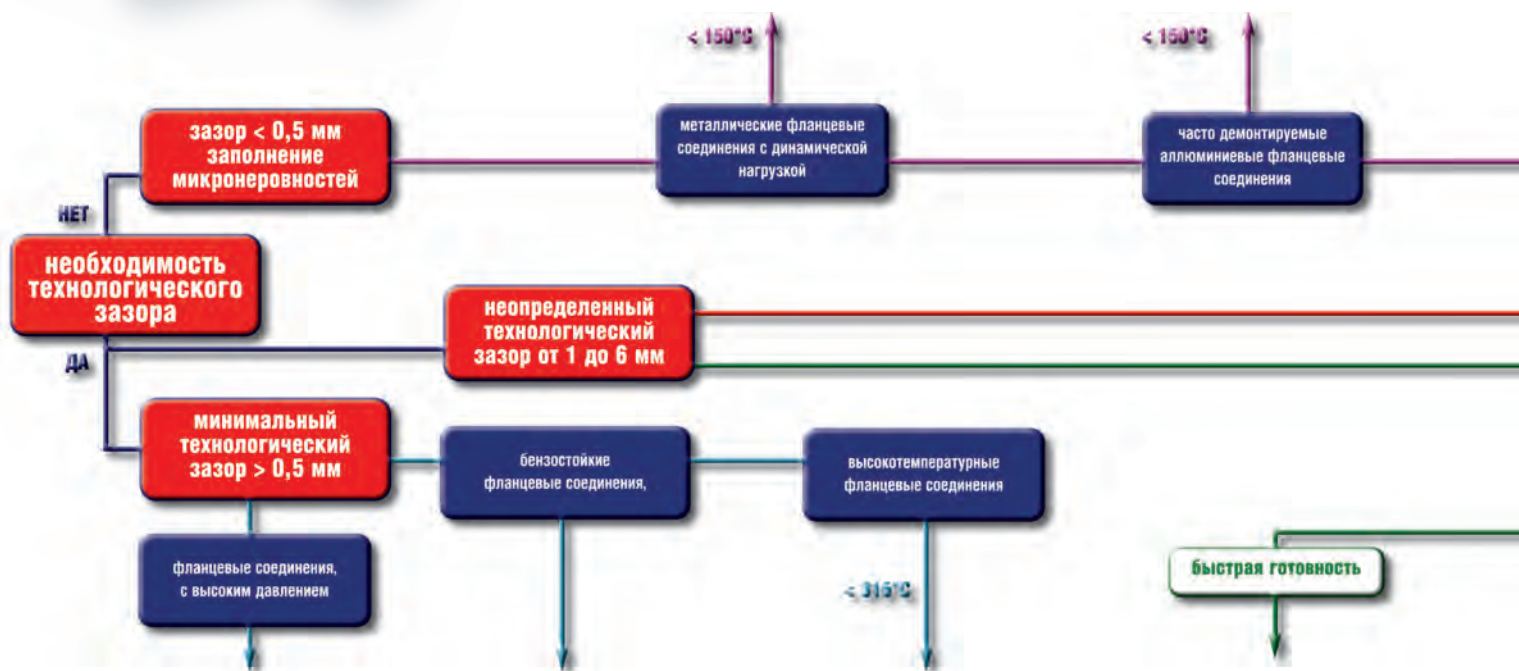 < 150°C
< 150°C
зазор < 0,5 мм
заполнение
микронеровностей
металлические фланцевые
соединения с динамической
нагрузкой
часто демонтируемые
аллюминиевые фланцевые
соединения
НЕТ
необходимость
технологического
зазора
ДА
неопределенный
технологический
зазор от 1 до 6 мм
минимальный
технологический
зазор > 0,5 мм
бензостойкие
фланцевые соединения,
высокотемпературные
фланцевые соединения
фланцевые соединения,
с высоким давлением
< 315°C
быстрая готовность